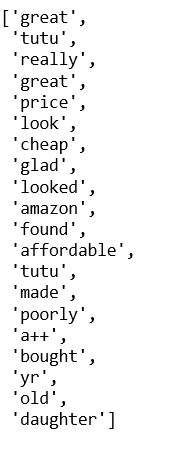 ['great',
'tutu',
'really',
'great',
'price',
'look',
'cheap',
'glad',
'looked',
'amazon',
'found',
'affordable',
'tutu',
'made',
'poorly',
'a++',
'bought',
'yr',
'old',
'daughter']